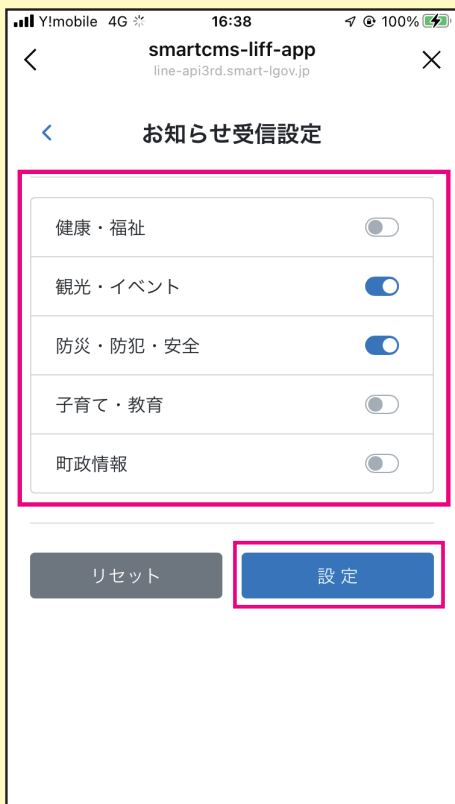 Y!mobile 4G 16:38 100%
smartcms-liff-app
line-api3rd.smart-lgov.jp
お知らせ受信設定
健康・福祉
観光・イベント
防災・防犯・安全
子育て・教育
町政情報
リセット 設定